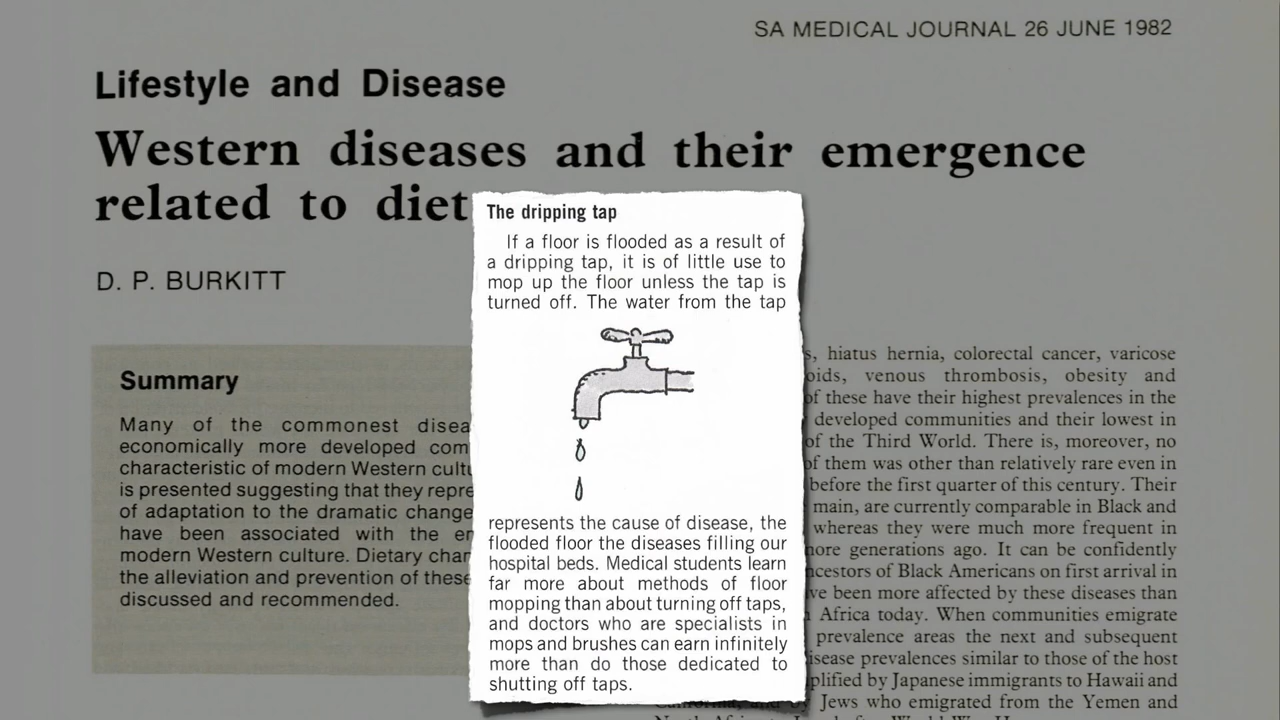 SA MEDICAL JOURNAL 26 JUNE 1982
Lifestyle and Disease
Western diseases and their emergence
related to diet
D. P. BURKITT
Summary
Many of the commonest
economically more developed
characteristic of modern Western
is presented suggesting that they
of adaptation to the dramatic
have been associated with the
modern Western culture. Dietary
the alleviation and prevention of these
discussed and recommended.
The dripping tap
If a floor is flooded as a result of
a dripping tap, it is of little use to
mop up the floor unless the tap is
turned off. The water from the tap
represents the cause of disease, the
flooded floor the diseases filling our
hospital beds. Medical students learn
far more about methods of floor
mopping than about turning off taps,
and doctors who are specialists in
mops and brushes can earn infinitely
more than do those dedicated to
shutting off taps.
hiatus hernia, colorectal cancer, varicose
venous thrombosis, obesity and
of these have their highest prevalences in the
developed communities and their lowest in
of the Third World. There is, moreover, no
of them was other than relatively rare even in
before the first quarter of this century. Their
main, are currently comparable in Black and
whereas they were much more frequent in
generations ago. It can be confidently
of Black Americans on first arrival in
been more affected by these diseases than
Africa today. When communities emigrate
prevalence areas the next and subsequent
disease prevalences similar to those of the host
by Japanese immigrants to Hawaii and
Jews who emigrated from the Yemen and